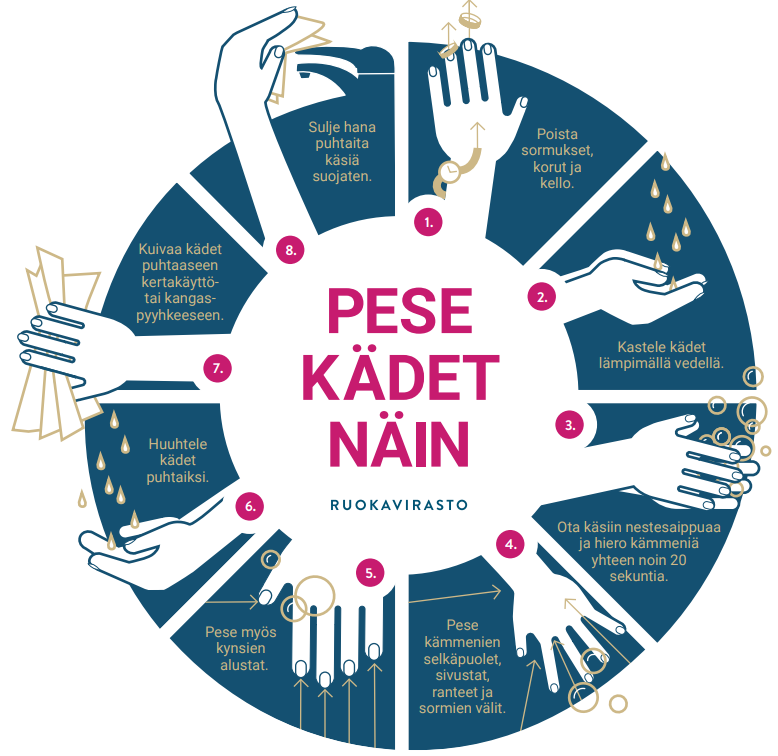 PESE
KÄDET
NÄIN
RUOKAVIRASTO
1.
Poista
sormukset,
korut ja
kello.
2.
Kastele kädet
lämpimällä vedellä.
3.
Ota käsiin nestesaippuaa
ja hiero kämmeniä
yhteen noin 20
sekuntia.
4.
Pese
kämmenien
selkäpuolet,
sivustat,
ranteet ja
sormien välit.
5.
Pese myös
kynsien
alustat.
6.
Huuhtele
kädet
puhtaiksi.
7.
Kuivaa kädet
puhtaaseen
kertakäyttö-
tai kangas-
pyyhkeeseen.
8.
Sulje hana
puhtaita
käsiä
suojaten.